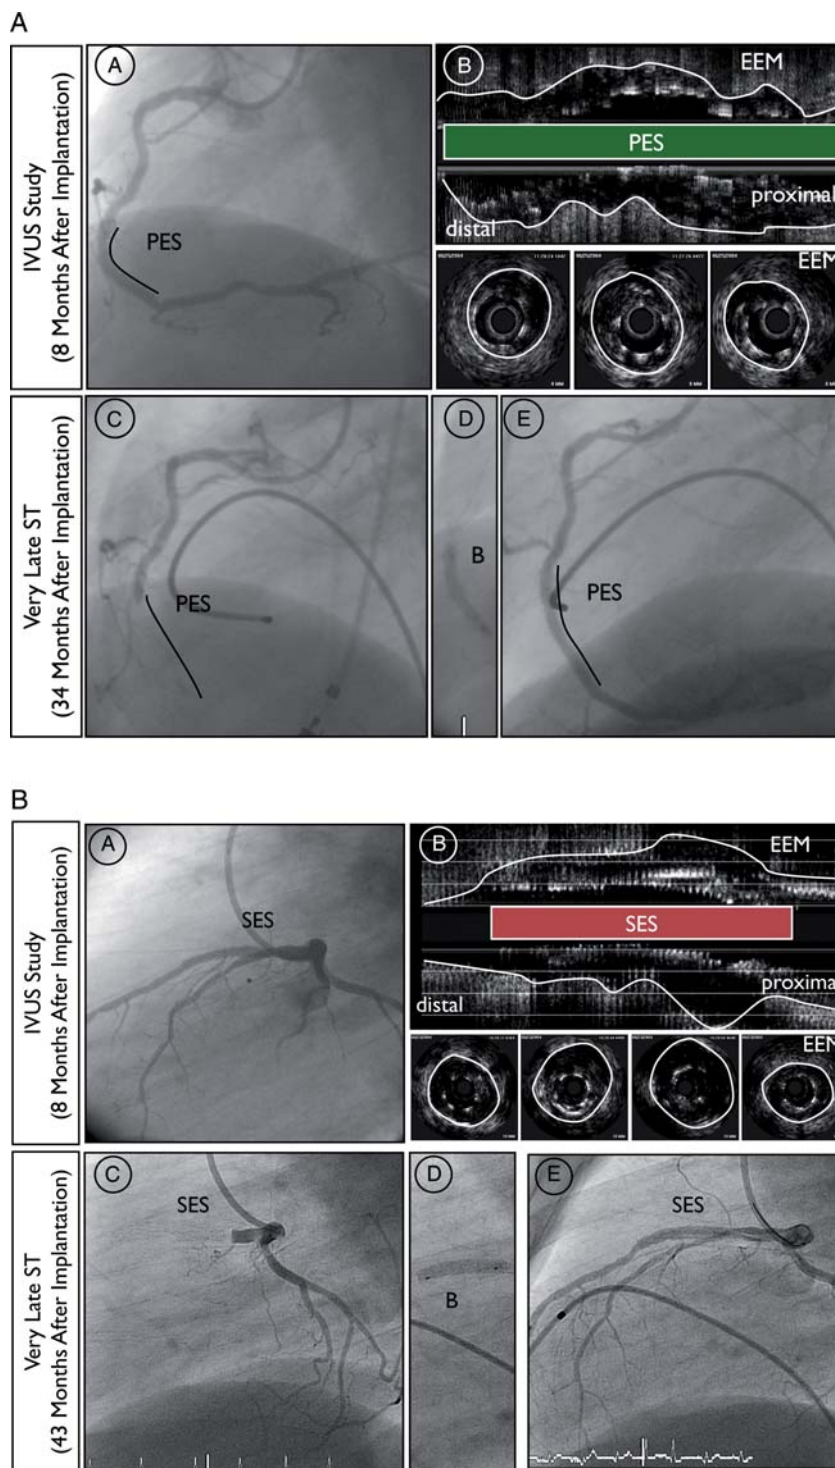 A
IVUS Study
(8 Months After Implantation)
A
PES
B
EEM
PES
distal
proximal
EEM
Very Late ST
(34 Months After Implantation)
C
PES
D
B
E
PES
B
IVUS Study
(8 Months After Implantation)
A
SES
B
EEM
SES
distal
proximal
EEM
Very Late ST
(43 Months After Implantation)
C
SES
D
B
E
SES